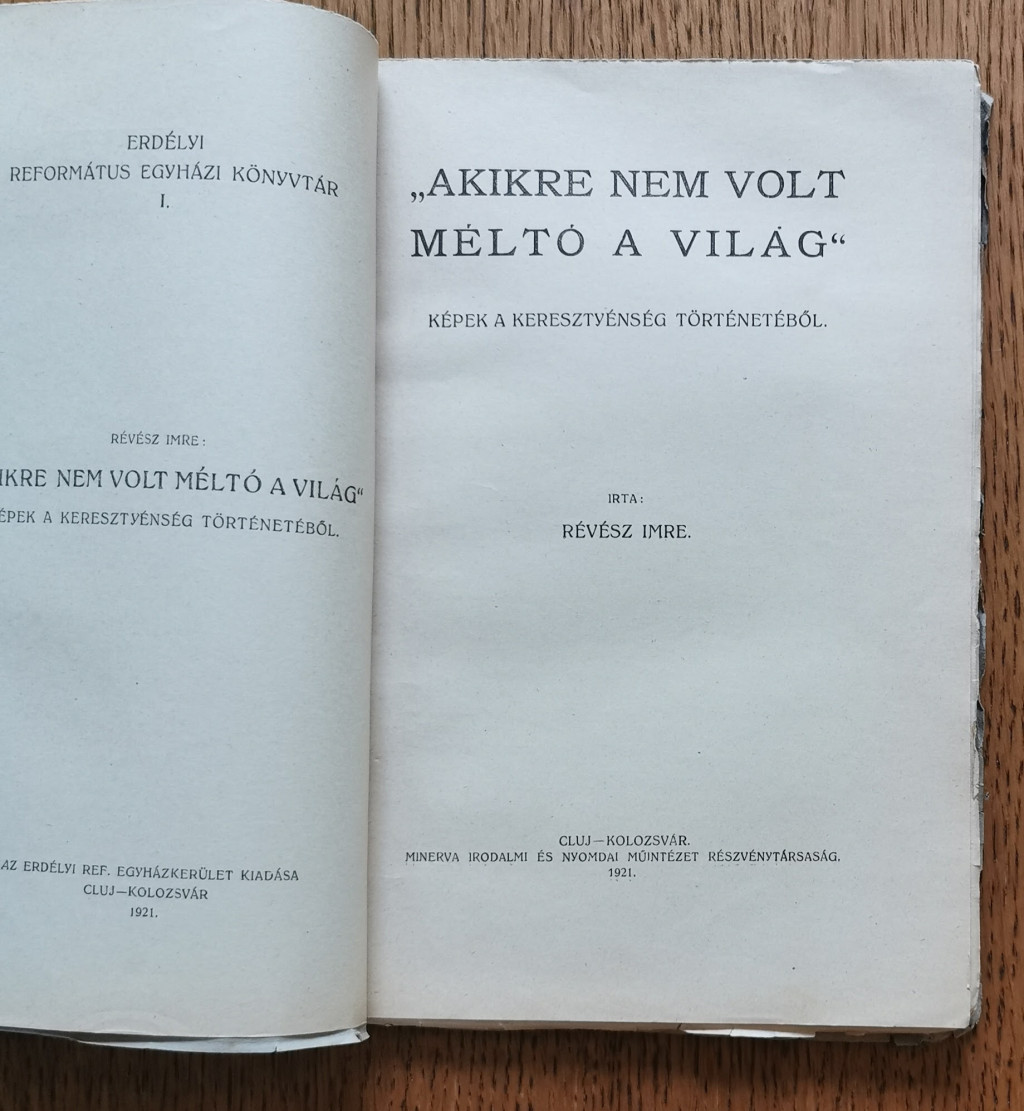 ERDÉLYI
REFORMÁTUS EGYHÁZI KÖNYVTÁR
I.
RÉVÉSZ IMRE:
IKRE NEM VOLT MÉLTÓ A VILÁG“
ÉPEK A KERESZTYÉNSÉG TÖRTÉNETÉBŐL.
AZ ERDÉLYI REF. EGYHÁZKERÜLET KIADÁSA
CLUJ—KOLOZSVÁR
1921.
„AKIKRE NEM VOLT
MÉLTÓ A VILÁG“
KÉPEK A KERESZTYÉNSÉG TÖRTÉNETÉBŐL.
IRTA:
RÉVÉSZ IMRE.
CLUJ—KOLOZSVÁR.
MINERVA IRODALMI ÉS NYOMDAI MŰINTÉZET RÉSZVÉNYTÁRSASÁG.
1921.